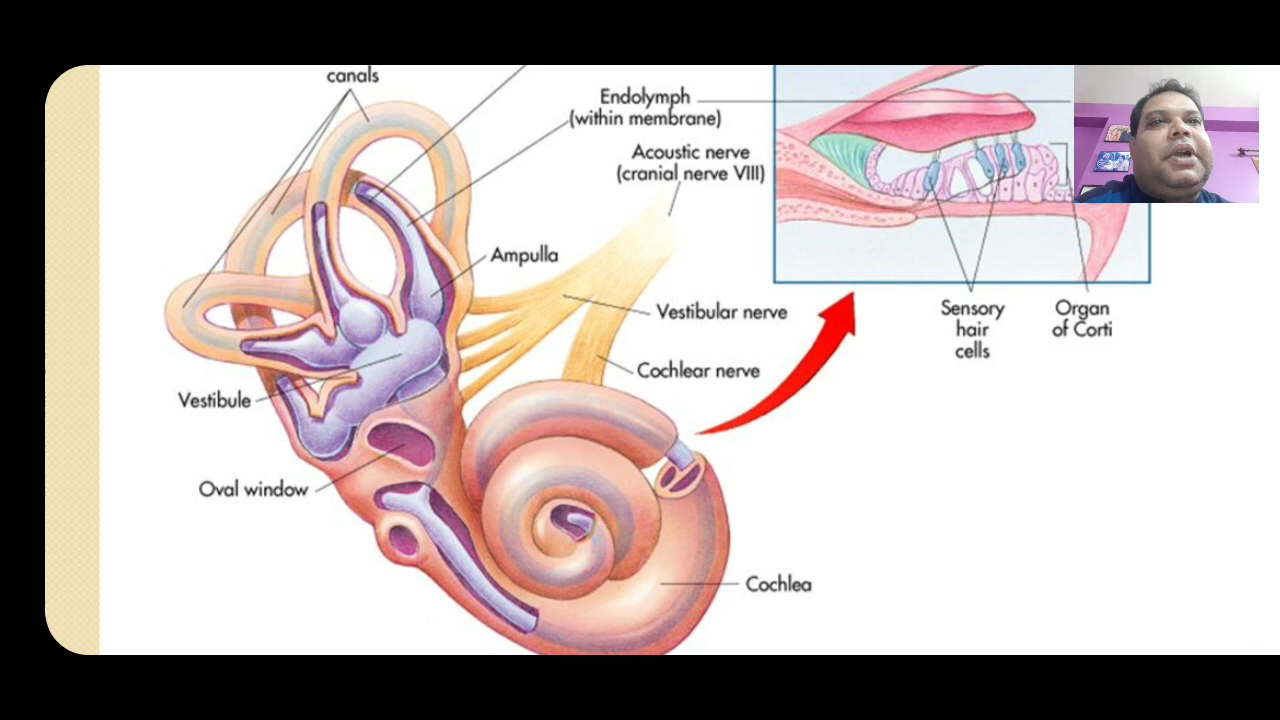 canals
Endolymph
(within membrane)
Acoustic nerve
(cranial nerve VIII)
Ampulla
Vestibular nerve
Cochlear nerve
Vestibule
Oval window
Cochlea
Sensory
hair
cells
Organ
of Corti